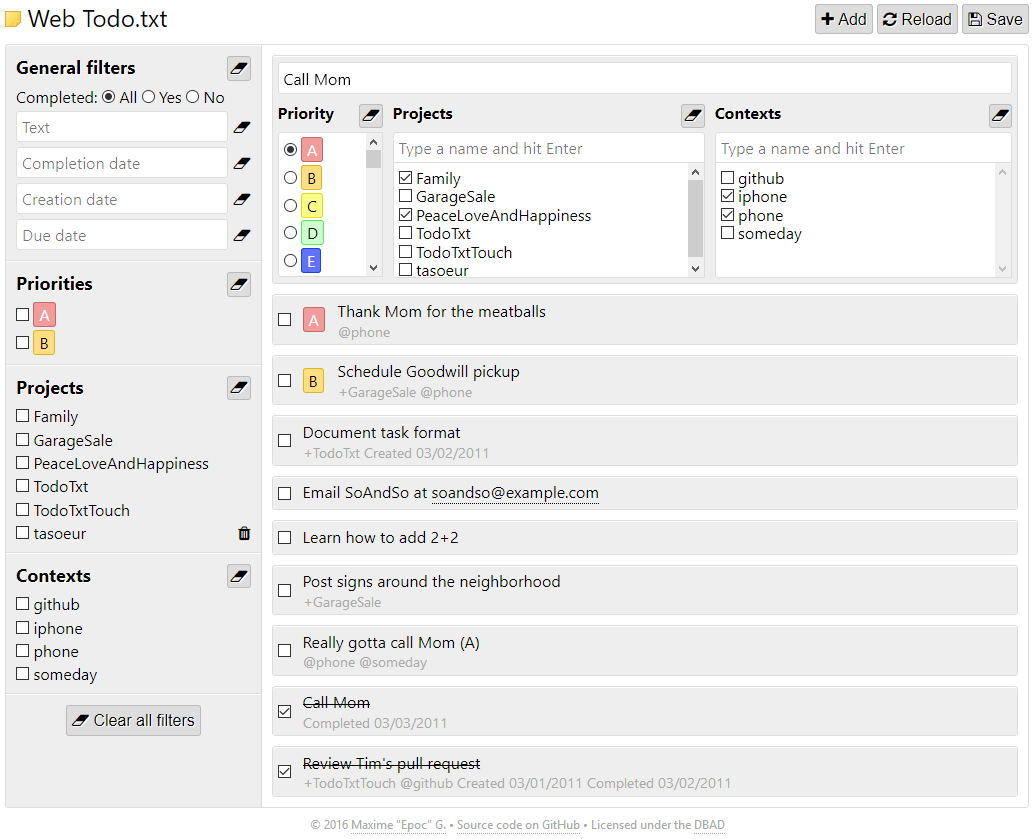 Web Todo.txt
Add Reload Save
General filters
Completed: All Yes No
Text
Completion date
Creation date
Due date
Priorities
A
B
Projects
Family
GarageSale
PeaceLoveAndHappiness
TodoTxt
TodoTxtTouch
tasoeur
Contexts
github
iphone
phone
someday
Clear all filters
Call Mom
Priority
A
B
C
D
E
Projects
Type a name and hit Enter
Family
GarageSale
PeaceLoveAndHappiness
TodoTxt
TodoTxtTouch
tasoeur
Contexts
Type a name and hit Enter
github
iphone
phone
someday
A Thank Mom for the meatballs
@phone
B Schedule Goodwill pickup
+GarageSale @phone
Document task format
+TodoTxt Created 03/02/2011
Email SoAndSo at soandso@example.com
Learn how to add 2+2
Post signs around the neighborhood
+GarageSale
Really gotta call Mom (A)
@phone @someday
Call Mom
Completed 03/03/2011
Review Tim's pull request
+TodoTxtTouch @github Created 03/01/2011 Completed 03/02/2011
© 2016 Maxime "Epoc" G. • Source code on GitHub • Licensed under the DBAD